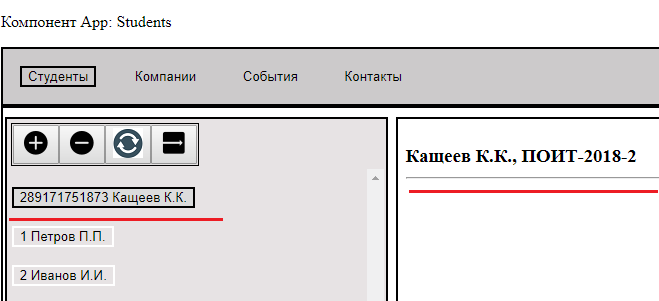 Компонент App: Students
Студенты Компании События Контакты
Кащеев К.К., ПОИТ-2018-2
289171751873 Кащеев К.К.
1 Петров П.П.
2 Иванов И.И.